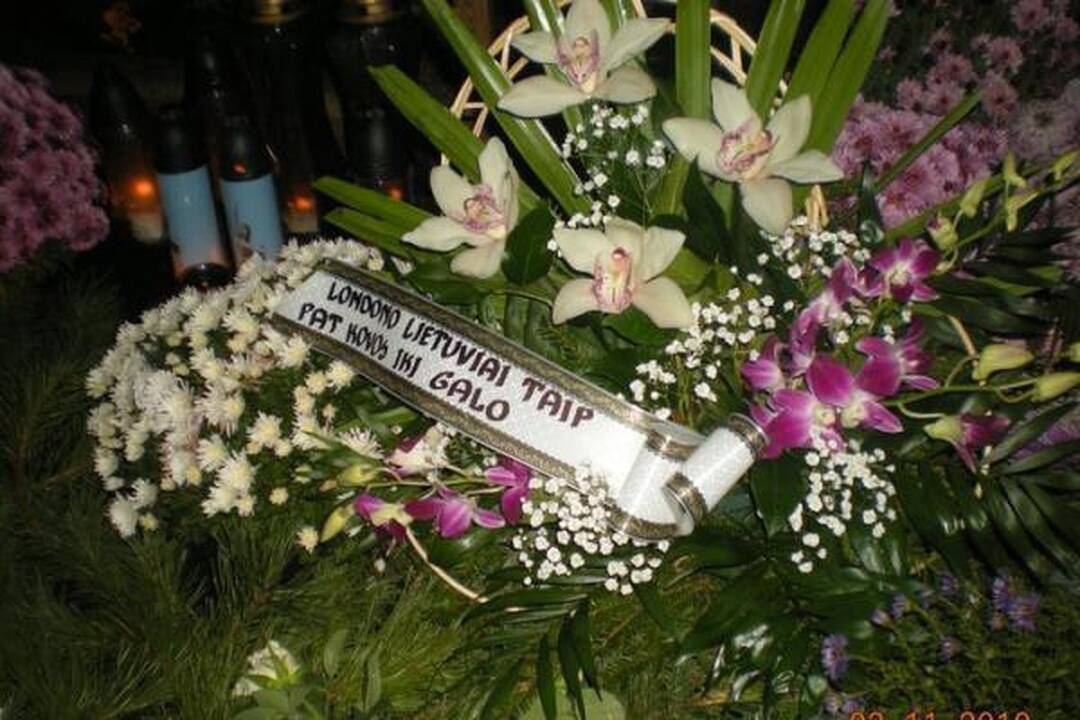 LONDONO LIETUVIAI TAIP
PAT KOVOS IKI GALO